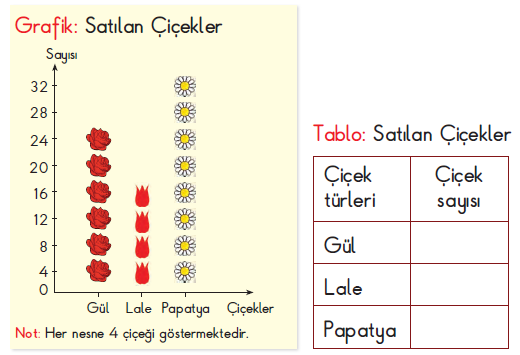 Grafik: Satılan Çiçekler
Sayısı
32
28
24
20
16
12
8
4
0
Gül Lale Papatya Çiçekler
Not: Her nesne 4 çiçeği göstermektedir.
Tablo: Satılan Çiçekler
Çiçek türleri
Çiçek sayısı
Gül
Lale
Papatya